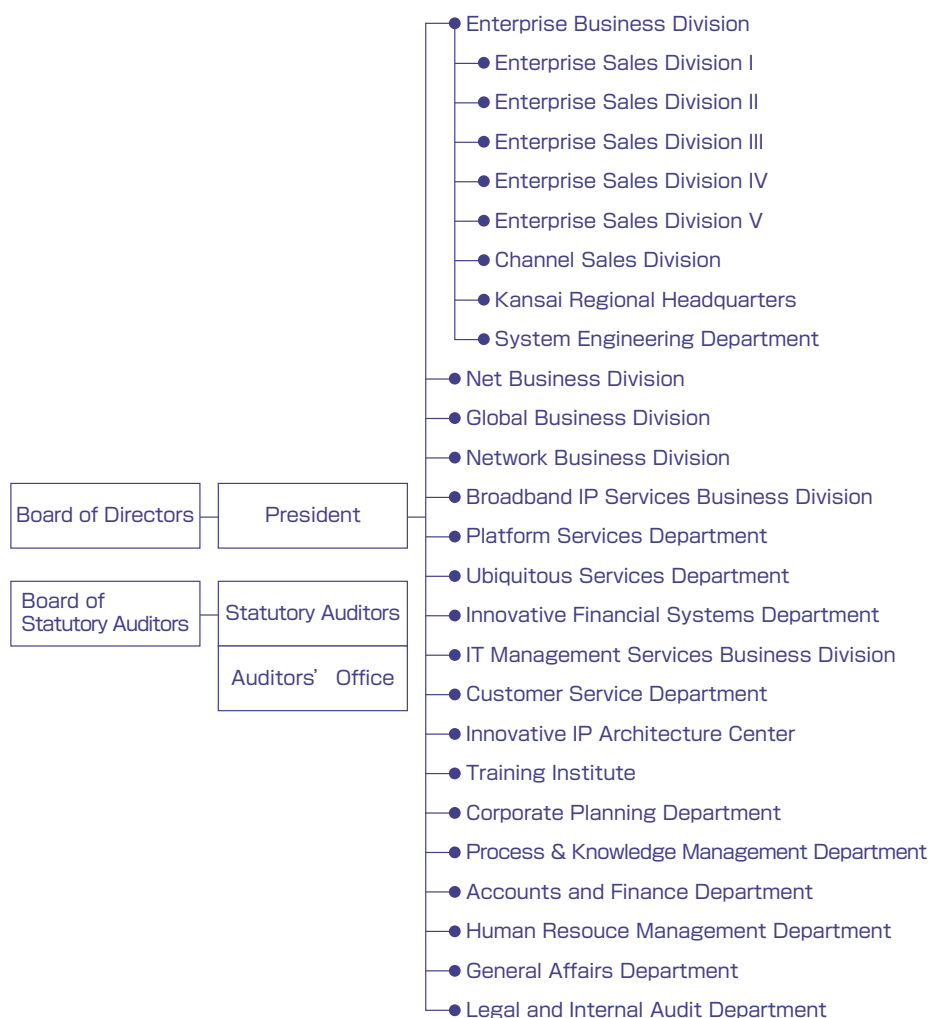 Enterprise Business Division
Enterprise Sales Division I
Enterprise Sales Division II
Enterprise Sales Division III
Enterprise Sales Division IV
Enterprise Sales Division V
Channel Sales Division
Kansai Regional Headquarters
System Engineering Department
Net Business Division
Global Business Division
Network Business Division
Board of Directors
President
Broadband IP Services Business Division
Platform Services Department
Ubiquitous Services Department
Board of
Statutory Auditors
Statutory Auditors
Auditors' Office
Innovative Financial Systems Department
IT Management Services Business Division
Customer Service Department
Innovative IP Architecture Center
Training Institute
Corporate Planning Department
Process & Knowledge Management Department
Accounts and Finance Department
Human Resouce Management Department
General Affairs Department
Legal and Internal Audit Department